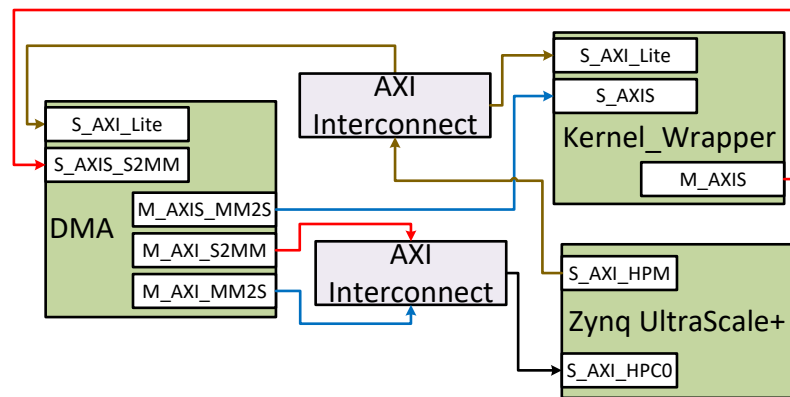 S_AXI_Lite
S_AXIS_S2MM
M_AXIS_MM2S
DMA
M_AXI_S2MM
M_AXI_MM2S
AXI
Interconnect
AXI
Interconnect
S_AXI_Lite
S_AXIS
Kernel_Wrapper
M_AXIS
S_AXI_HPM
Zynq UltraScale+
S_AXI_HPC0